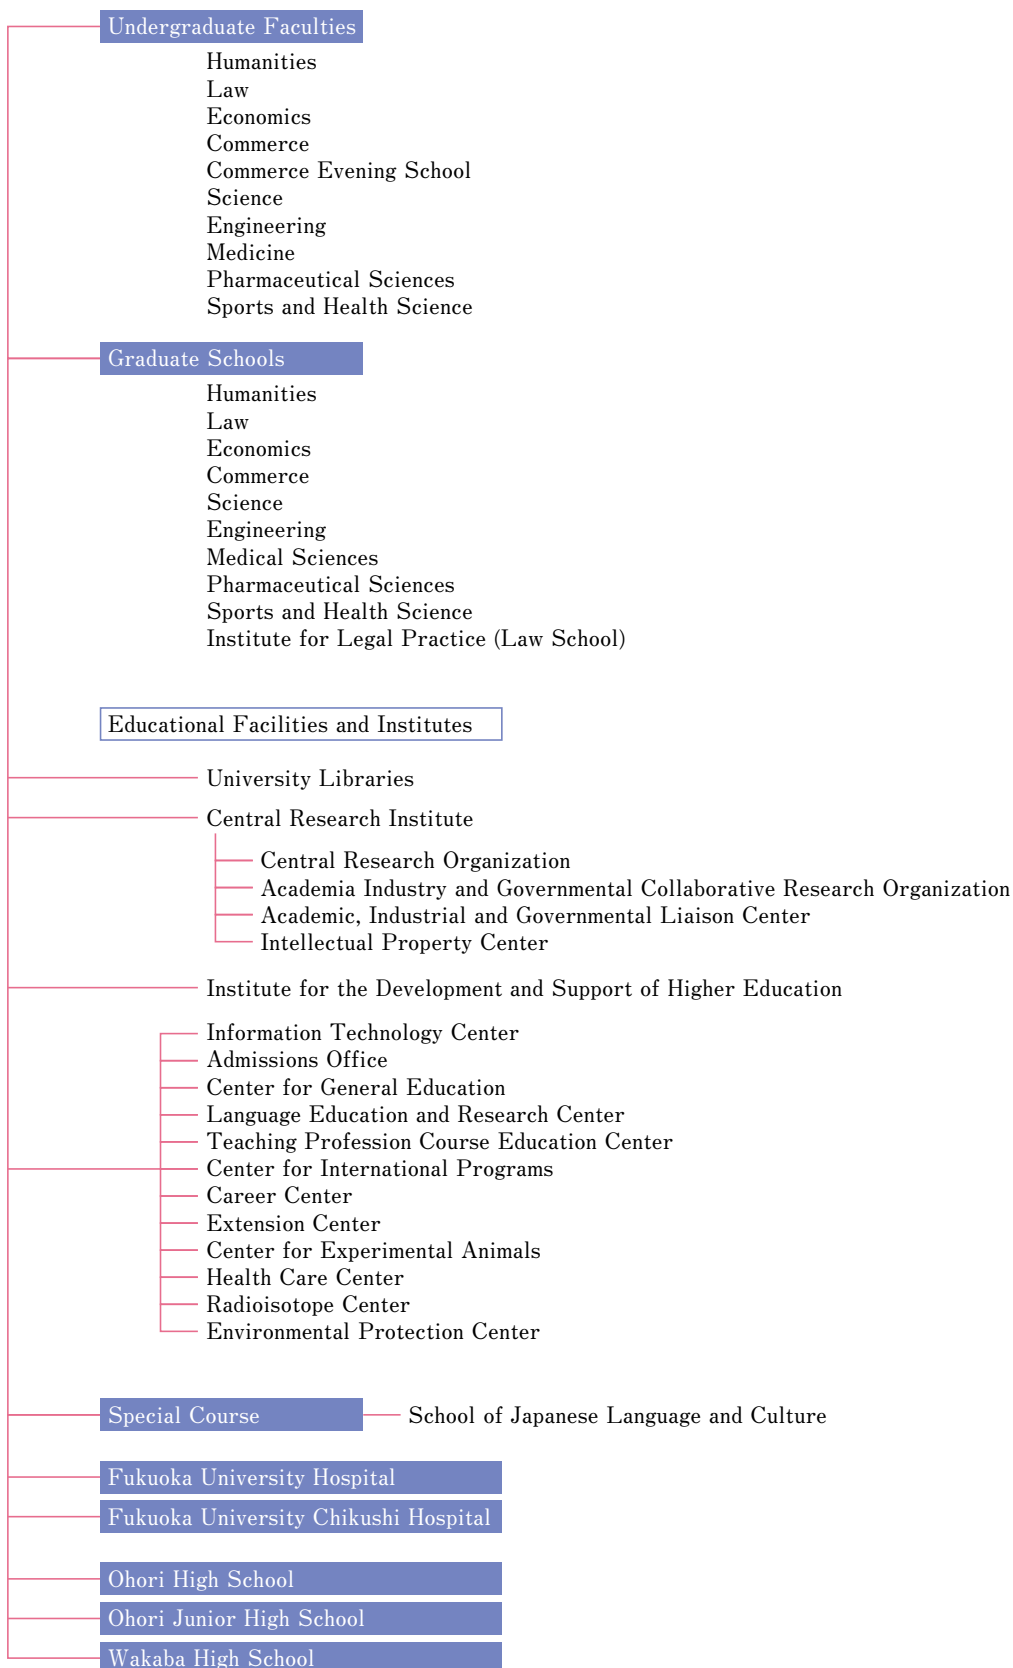 Undergraduate Faculties
Humanities
Law
Economics
Commerce
Commerce Evening School
Science
Engineering
Medicine
Pharmaceutical Sciences
Sports and Health Science
Graduate Schools
Humanities
Law
Economics
Commerce
Science
Engineering
Medical Sciences
Pharmaceutical Sciences
Sports and Health Science
Institute for Legal Practice (Law School)
Educational Facilities and Institutes
University Libraries
Central Research Institute
Central Research Organization
Academia Industry and Governmental Collaborative Research Organization
Academic, Industrial and Governmental Liaison Center
Intellectual Property Center
Institute for the Development and Support of Higher Education
Information Technology Center
Admissions Office
Center for General Education
Language Education and Research Center
Teaching Profession Course Education Center
Center for International Programs
Career Center
Extension Center
Center for Experimental Animals
Health Care Center
Radioisotope Center
Environmental Protection Center
Special Course School of Japanese Language and Culture
Fukuoka University Hospital
Fukuoka University Chikushi Hospital
Ohori High School
Ohori Junior High School
Wakaba High School